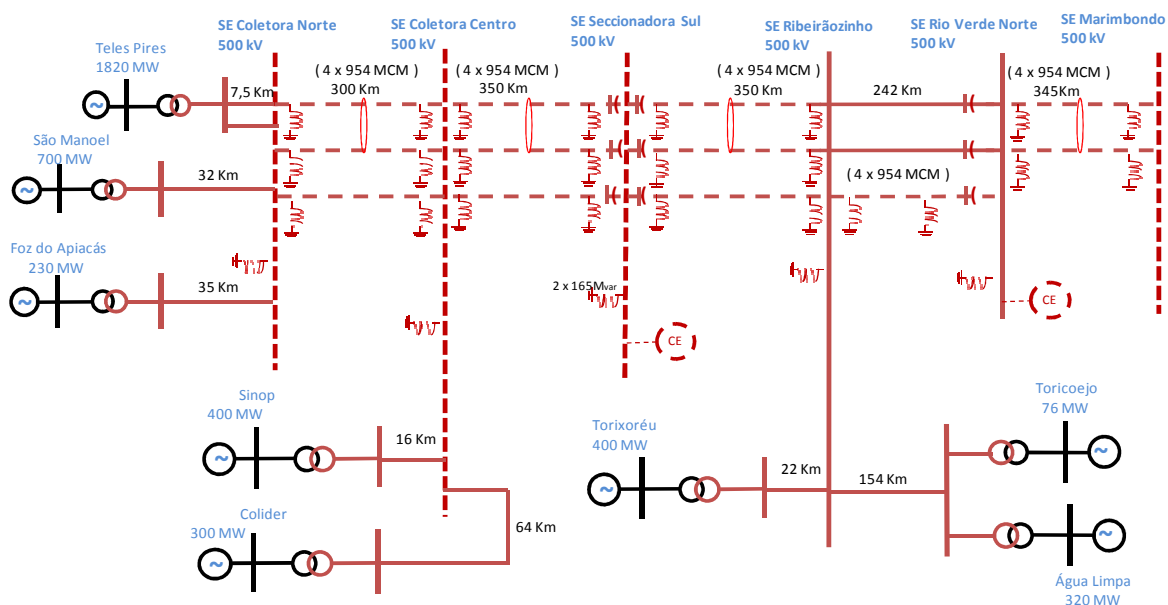 SE Coletora Norte
500 kV
SE Coletora Centro
500 kV
SE Seccionadora Sul
500 kV
SE Ribeirãozinho
500 kV
SE Rio Verde Norte
500 kV
SE Marimbondo
500 kV
Teles Pires
1820 MW
7,5 Km
( 4 x 954 MCM )
300 Km
( 4 x 954 MCM )
350 Km
( 4 x 954 MCM )
350 Km
242 Km
( 4 x 954 MCM )
345Km
~
São Manoel
700 MW
32 Km
( 4 x 954 MCM )
~
Foz do Apiacás
230 MW
35 Km
2 x 165Mvar
CE
~
CE
Sinop
400 MW
16 Km
~
Torixoréu
400 MW
22 Km
~
154 Km
Toricoejo
76 MW
~
Colider
300 MW
64 Km
~
~
Água Limpa
320 MW